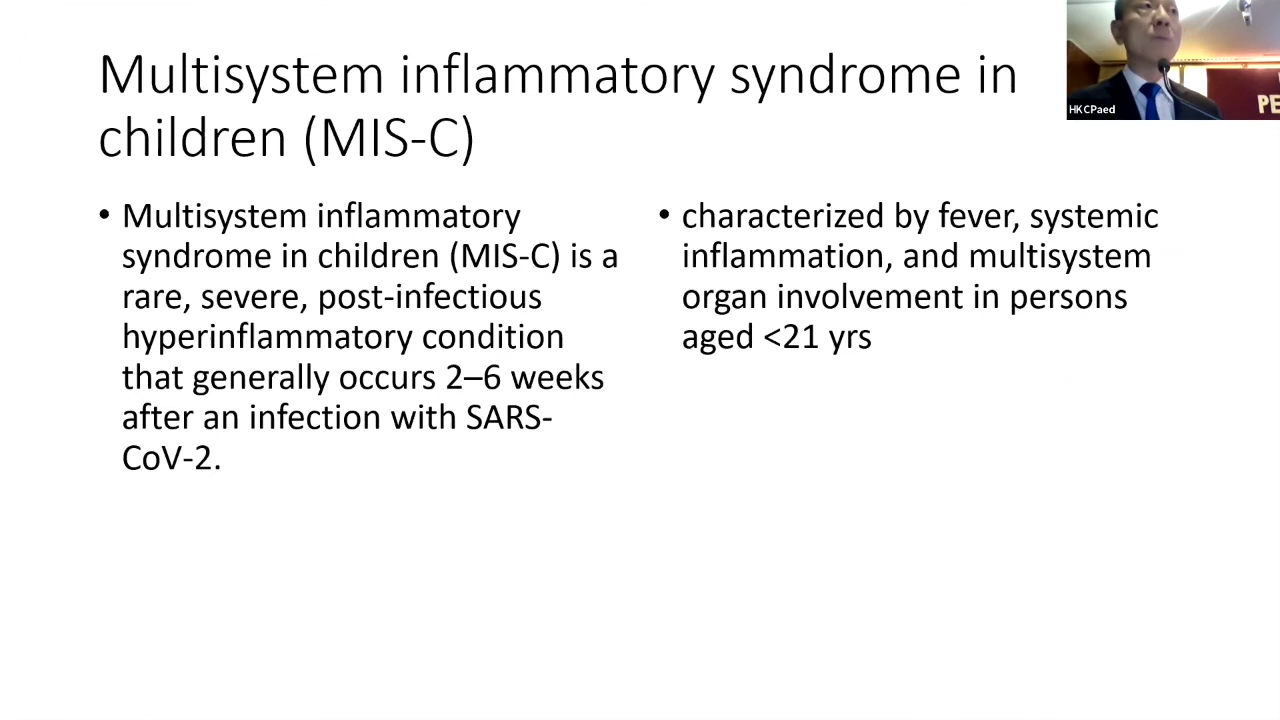 Multisystem inflammatory syndrome in
children (MIS-C)
• Multisystem inflammatory
syndrome in children (MIS-C) is a
rare, severe, post-infectious
hyperinflammatory condition
that generally occurs 2–6 weeks
after an infection with SARS-
CoV-2.
• characterized by fever, systemic
inflammation, and multisystem
organ involvement in persons
aged <21 yrs
HKCPaed
PE